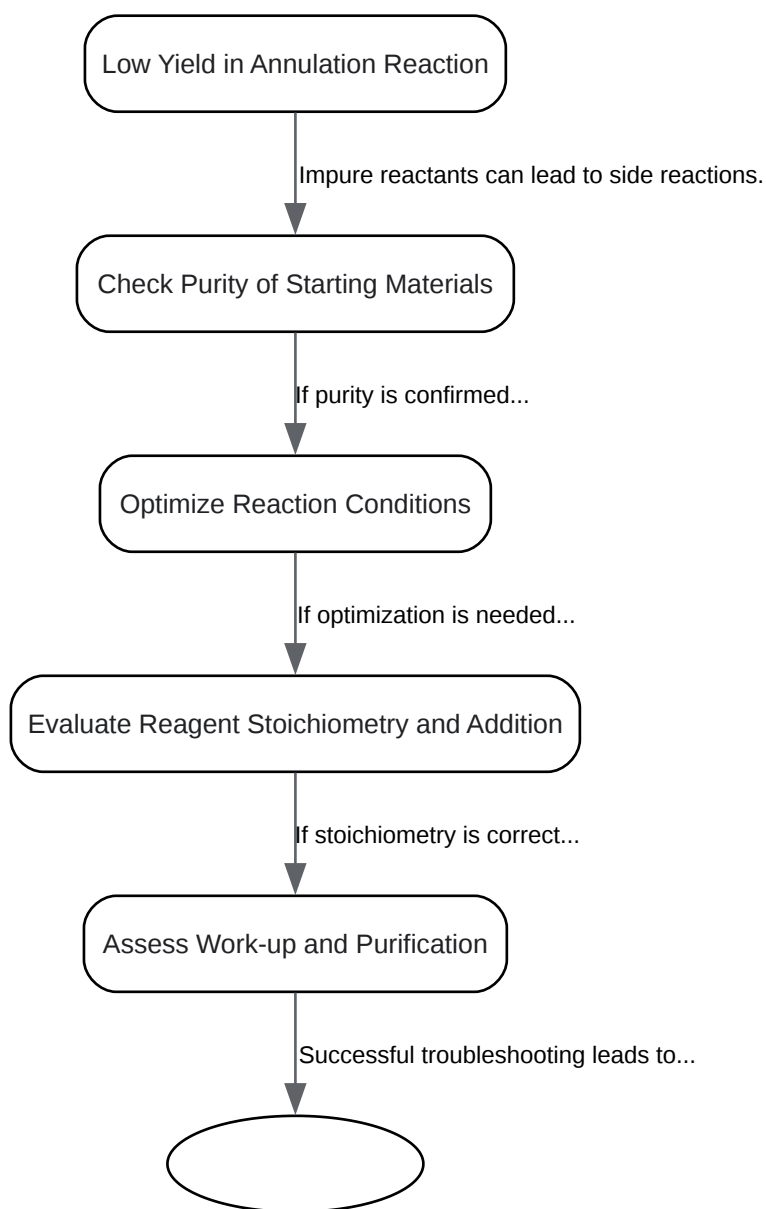 Low Yield in Annulation Reaction
Impure reactants can lead to side reactions.
Check Purity of Starting Materials
If purity is confirmed...
Optimize Reaction Conditions
If optimization is needed...
Evaluate Reagent Stoichiometry and Addition
If stoichiometry is correct...
Assess Work-up and Purification
Successful troubleshooting leads to...